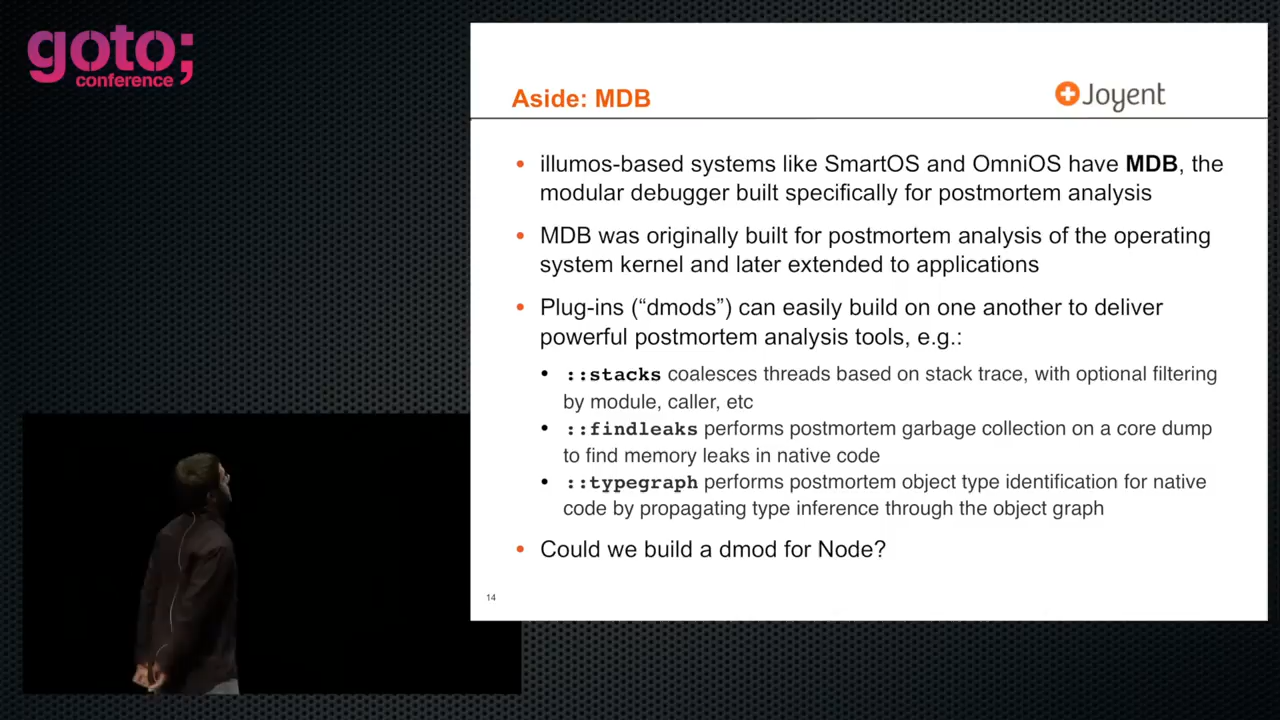 goto;
conference
Aside: MDB
Joyent
• illumos-based systems like SmartOS and OmniOS have MDB, the
modular debugger built specifically for postmortem analysis
• MDB was originally built for postmortem analysis of the operating
system kernel and later extended to applications
• Plug-ins (“dmods”) can easily build on one another to deliver
powerful postmortem analysis tools, e.g.:
• ::stacks coalesces threads based on stack trace, with optional filtering
by module, caller, etc
• ::findleaks performs postmortem garbage collection on a core dump
to find memory leaks in native code
• ::typegraph performs postmortem object type identification for native
code by propagating type inference through the object graph
• Could we build a dmod for Node?
14